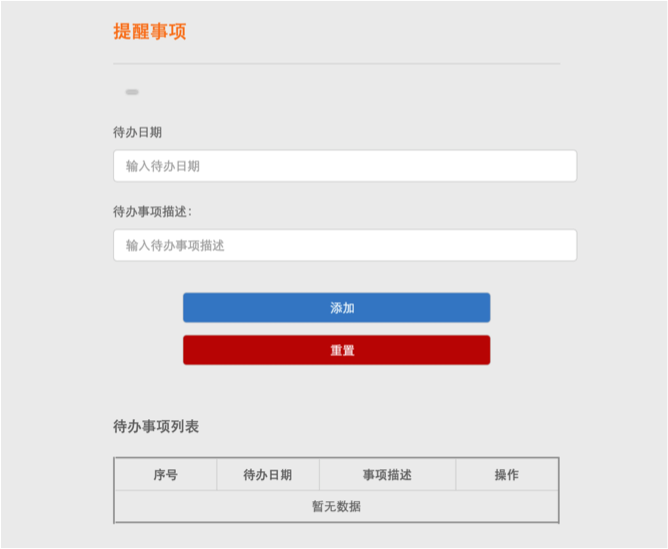 提醒事项
待办日期
输入待办日期
待办事项描述：
输入待办事项描述
添加
重置
待办事项列表
序号 待办日期 事项描述 操作
暂无数据